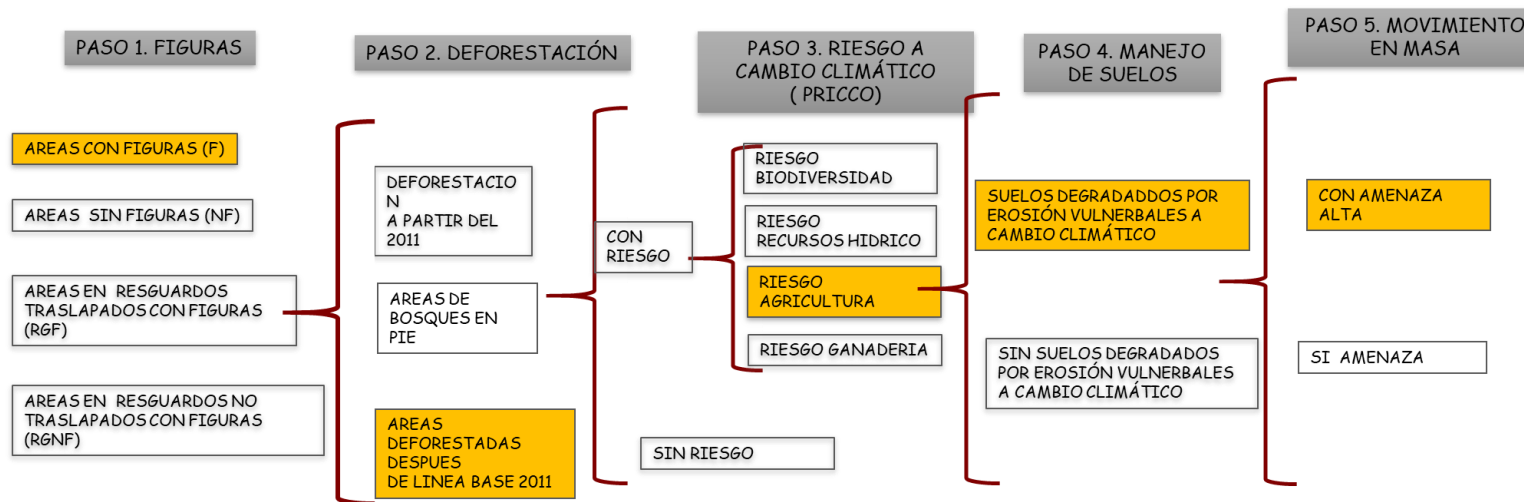 PASO 1. FIGURAS
AREAS CON FIGURAS (F)
AREAS SIN FIGURAS (NF)
AREAS EN RESGUARDOS
TRASLAPADOS CON FIGURAS
(RGF)
AREAS EN RESGUARDOS NO
TRASLAPADOS CON FIGURAS
(RGNF)
PASO 2. DEFORESTACIÓN
DEFORESTACIO
N
A PARTIR DEL
2011
AREAS DE
BOSQUES EN
PIE
AREAS
DEFORESTADAS
DESPUES
DE LINEA BASE 2011
PASO 3. RIESGO A
CAMBIO CLIMÁTICO
( PRICCO)
CON
RIESGO
RIESGO
BIODIVERSIDAD
RIESGO
RECURSOS HIDRICO
RIESGO
AGRICULTURA
RIESGO GANADERIA
SIN RIESGO
PASO 4. MANEJO
DE SUELOS
SUELOS DEGRADADDOS POR
EROSIÓN VULNERBALES A
CAMBIO CLIMÁTICO
SIN SUELOS DEGRADADOS
POR EROSIÓN VULNERBALES
A CAMBIO CLIMÁTICO
PASO 5. MOVIMIENTO
EN MASA
CON AMENAZA
ALTA
SI AMENAZA